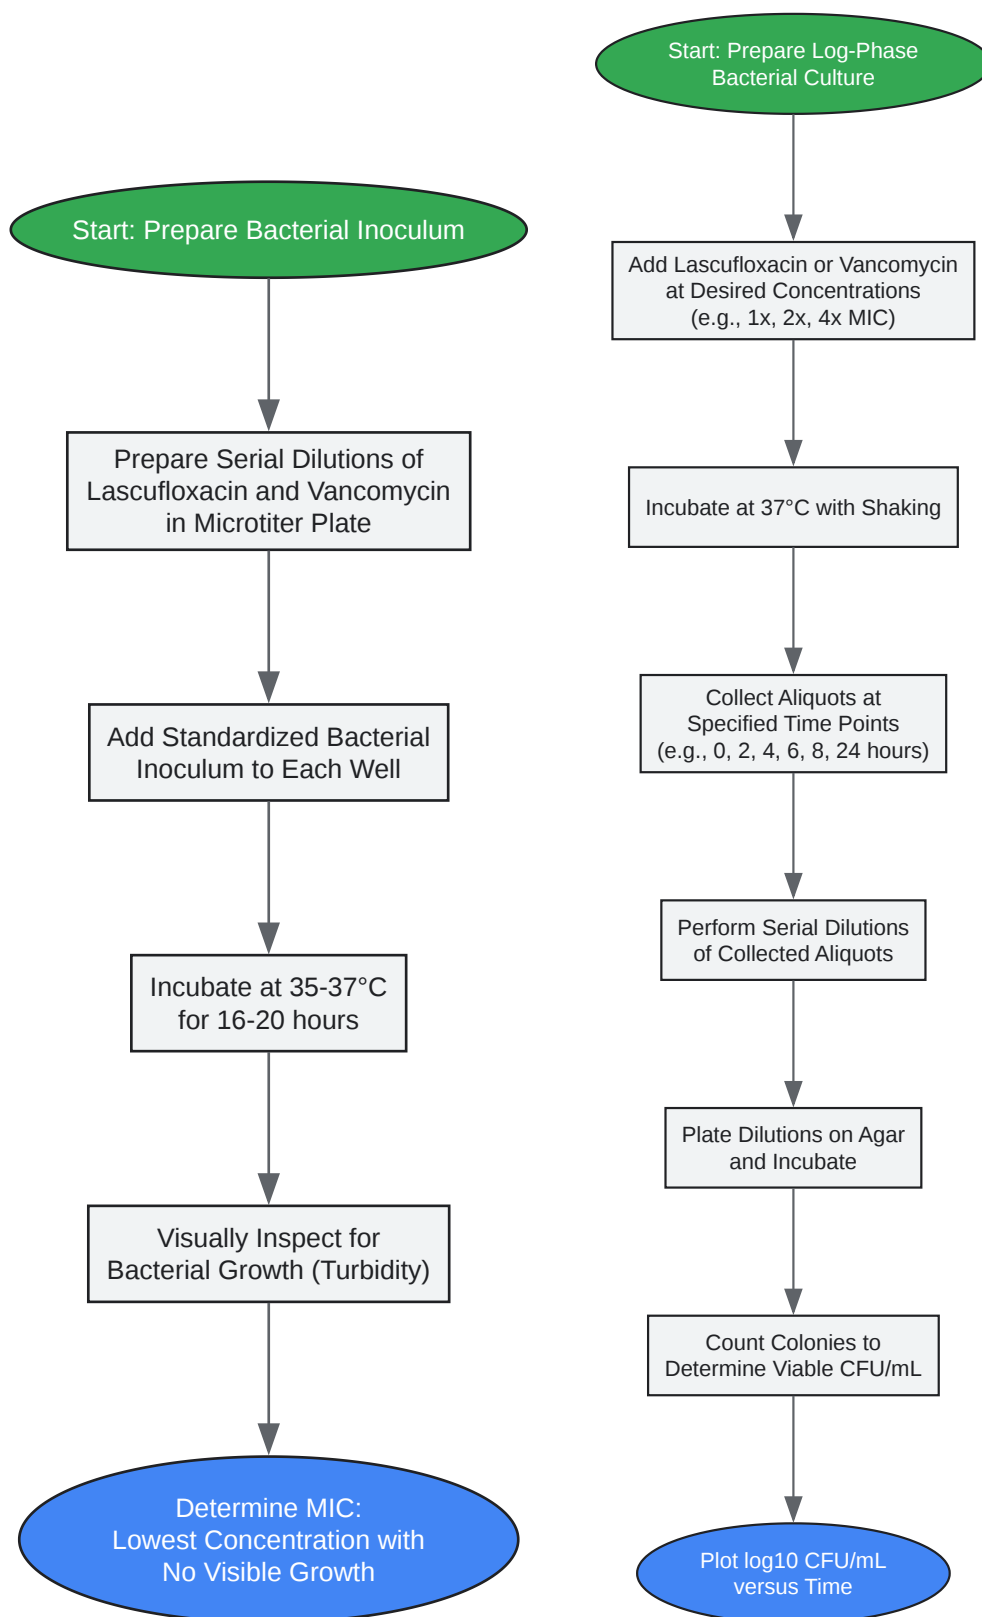 Start: Prepare Bacterial Inoculum
Prepare Serial Dilutions of
Lascufloxacin and Vancomycin
in Microtiter Plate
Add Standardized Bacterial
Inoculum to Each Well
Incubate at 35-37°C
for 16-20 hours
Visually Inspect for
Bacterial Growth (Turbidity)
Determine MIC:
Lowest Concentration with
No Visible Growth
Start: Prepare Log-Phase
Bacterial Culture
Add Lascufloxacin or Vancomycin
at Desired Concentrations
(e.g., 1x, 2x, 4x MIC)
Incubate at 37°C with Shaking
Collect Aliquots at
Specified Time Points
(e.g., 0, 2, 4, 6, 8, 24 hours)
Perform Serial Dilutions
of Collected Aliquots
Plate Dilutions on Agar
and Incubate
Count Colonies to
Determine Viable CFU/mL
Plot log10 CFU/mL
versus Time